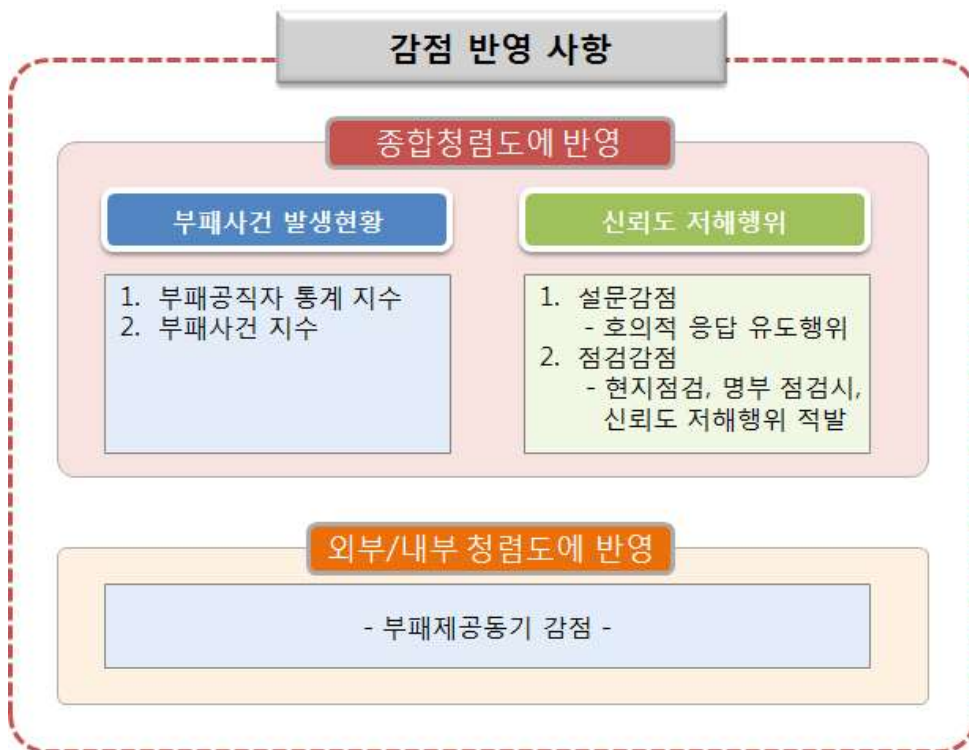 감점 반영 사항
종합청렴도에 반영
부패사건 발생현황
1. 부패공직자 통계 지수
2. 부패사건 지수
신뢰도 저해행위
1. 설문감점
- 호의적 응답 유도행위
2. 점검감점
- 현지점검, 명부 점검시,
신뢰도 저해행위 적발
외부/내부 청렴도에 반영
- 부패제공동기 감점 -